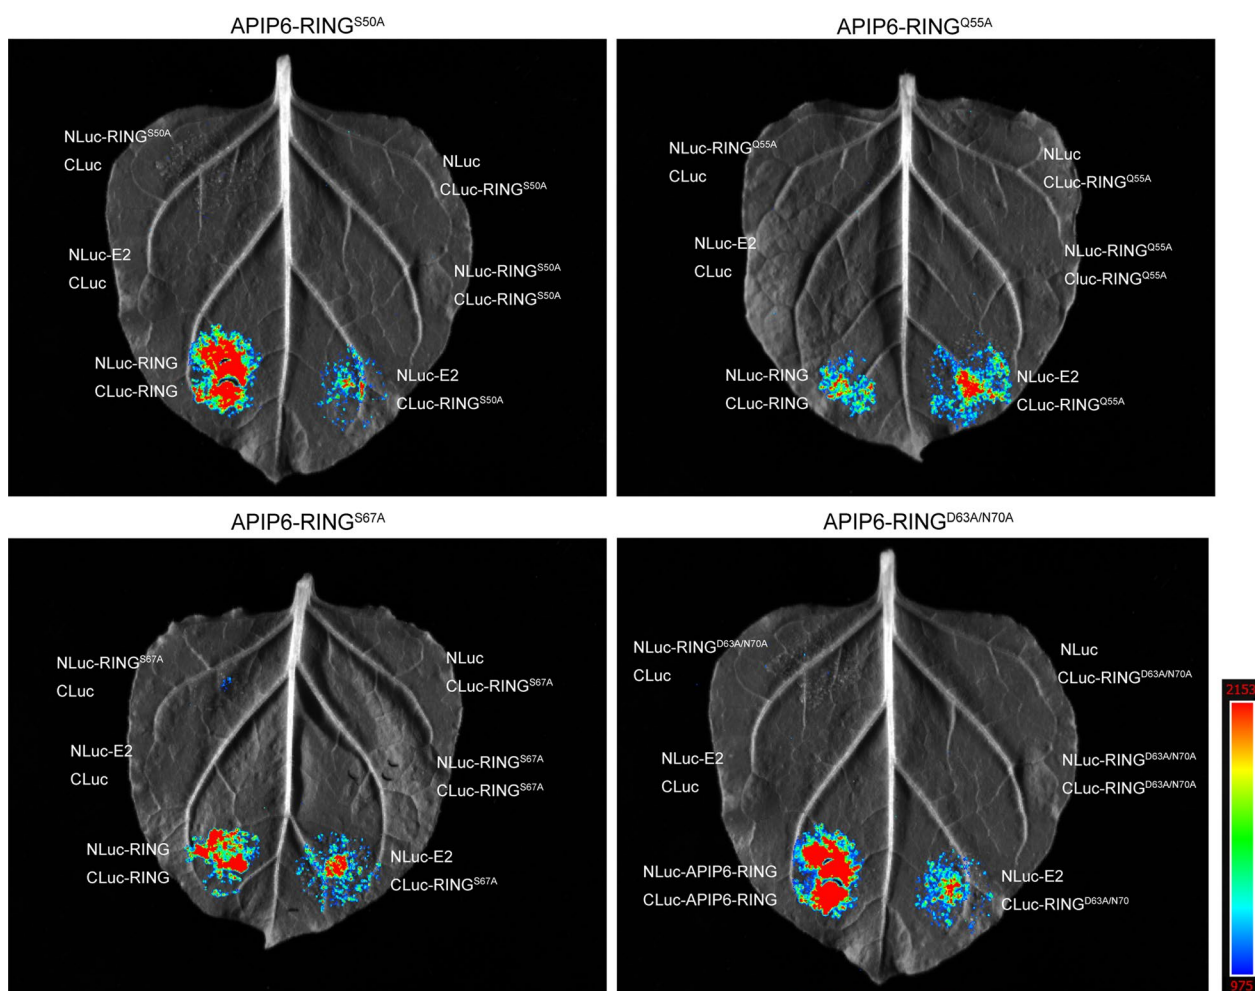 APIP6-RING^S50A
NLuc-RING^S50A
CLuc
NLuc
CLuc-RING^S50A
NLuc-E2
CLuc
NLuc-RING^S50A
CLuc-RING^S50A
NLuc-RING
CLuc-RING
NLuc-E2
CLuc-RING^S50A
APIP6-RING^Q55A
NLuc-RING^Q55A
CLuc
NLuc
CLuc-RING^Q55A
NLuc-E2
CLuc
NLuc-RING^Q55A
Cluc-RING^Q55A
NLuc-RING
CLuc-RING
NLuc-E2
CLuc-RING^Q55A
APIP6-RING^S67A
NLuc-RING^S67A
CLuc
NLuc
CLuc-RING^S67A
NLuc-E2
CLuc
NLuc-RING^S67A
CLuc-RING^S67A
NLuc-RING
CLuc-RING
NLuc-E2
CLuc-RING^S67A
APIP6-RING^D63A/N70A
NLuc-RING^D63A/N70A
CLuc
NLuc
CLuc-RING^D63A/N70A
NLuc-E2
CLuc
NLuc-RING^D63A/N70A
CLuc-RING^D63A/N70A
NLuc-APIP6-RING
CLuc-APIP6-RING
NLuc-E2
CLuc-RING^D63A/N70
2153
975